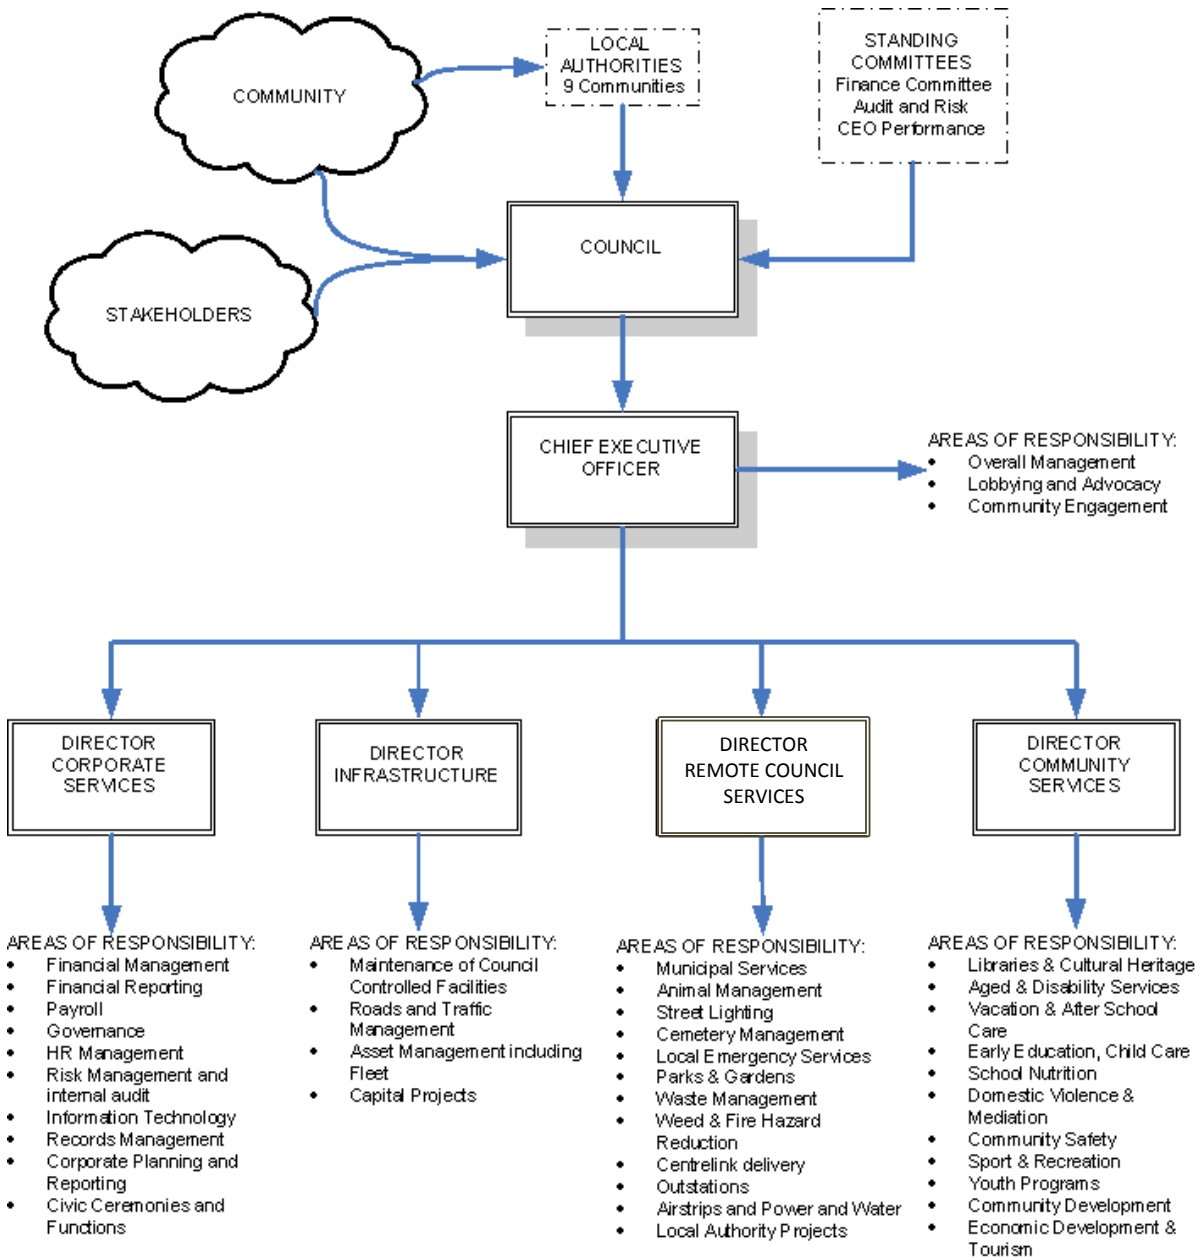 COMMUNITY
LOCAL
AUTHORITIES
9 Communities
STANDING
COMMITTEES
Finance Committee
Audit and Risk
CEO Performance
COUNCIL
STAKEHOLDERS
CHIEF EXECUTIVE
OFFICER
AREAS OF RESPONSIBILITY:
• Overall Management
• Lobbying and Advocacy
• Community Engagement
DIRECTOR
CORPORATE
SERVICES
DIRECTOR
INFRASTRUCTURE
DIRECTOR
REMOTE COUNCIL
SERVICES
DIRECTOR
COMMUNITY
SERVICES
AREAS OF RESPONSIBILITY:
• Financial Management
• Financial Reporting
• Payroll
• Governance
• HR Management
• Risk Management and
internal audit
• Information Technology
• Records Management
• Corporate Planning and
Reporting
• Civic Ceremonies and
Functions
AREAS OF RESPONSIBILITY:
• Maintenance of Council
Controlled Facilities
• Roads and Traffic
Management
• Asset Management including
Fleet
• Capital Projects
AREAS OF RESPONSIBILITY:
• Municipal Services
• Animal Management
• Street Lighting
• Cemetery Management
• Local Emergency Services
• Parks & Gardens
• Waste Management
• Weed & Fire Hazard
Reduction
• Centrelink delivery
• Outstations
• Airstrips and Power and Water
• Local Authority Projects
AREAS OF RESPONSIBILITY:
• Libraries & Cultural Heritage
• Aged & Disability Services
• Vacation & After School
Care
• Early Education, Child Care
• School Nutrition
• Domestic Violence &
Mediation
• Community Safety
• Sport & Recreation
• Youth Programs
• Community Development
• Economic Development &
Tourism